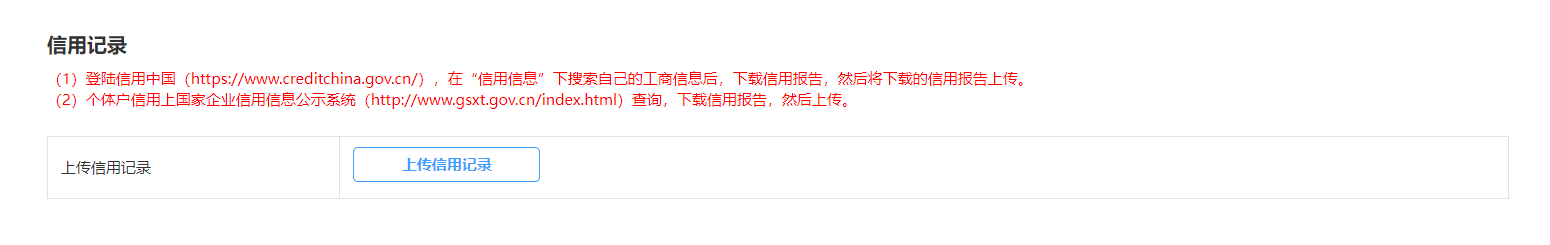 信用记录
（1）登陆信用中国（https://www.creditchina.gov.cn/），在“信用信息”下搜索自己的工商信息后，下载信用报告，然后将下载的信用报告上传。
（2）个体户信用上国家企业信用信息公示系统（http://www.gsxt.gov.cn/index.html）查询，下载信用报告，然后上传。
上传信用记录
上传信用记录